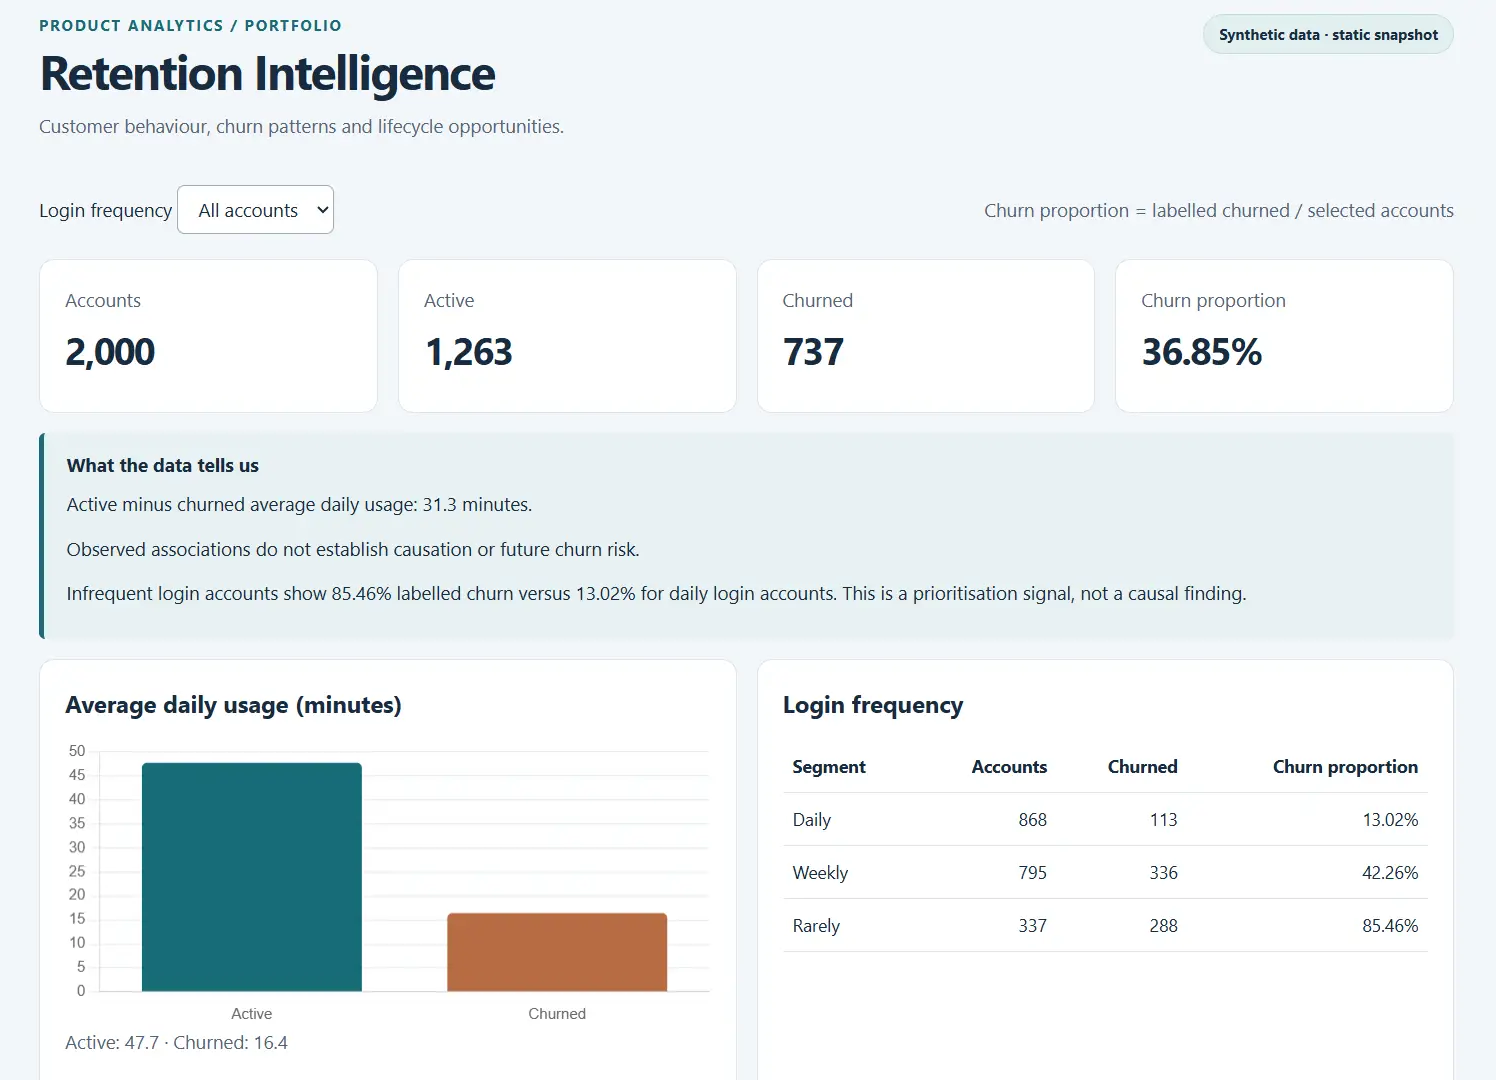 PRODUCT ANALYTICS / PORTFOLIO
Synthetic data · static snapshot
Retention Intelligence
Customer behaviour, churn patterns and lifecycle opportunities.
Login frequency All accounts
Churn proportion = labelled churned / selected accounts
Accounts
2,000
Active
1,263
Churned
737
Churn proportion
36.85%
What the data tells us
Active minus churned average daily usage: 31.3 minutes.
Observed associations do not establish causation or future churn risk.
Infrequent login accounts show 85.46% labelled churn versus 13.02% for daily login accounts. This is a prioritisation signal, not a causal finding.
Average daily usage (minutes)
50
45
40
35
30
25
20
15
10
5
0
Active Churned
Active: 47.7 · Churned: 16.4
Login frequency
Segment Accounts Churned Churn proportion
Daily 868 113 13.02%
Weekly 795 336 42.26%
Rarely 337 288 85.46%